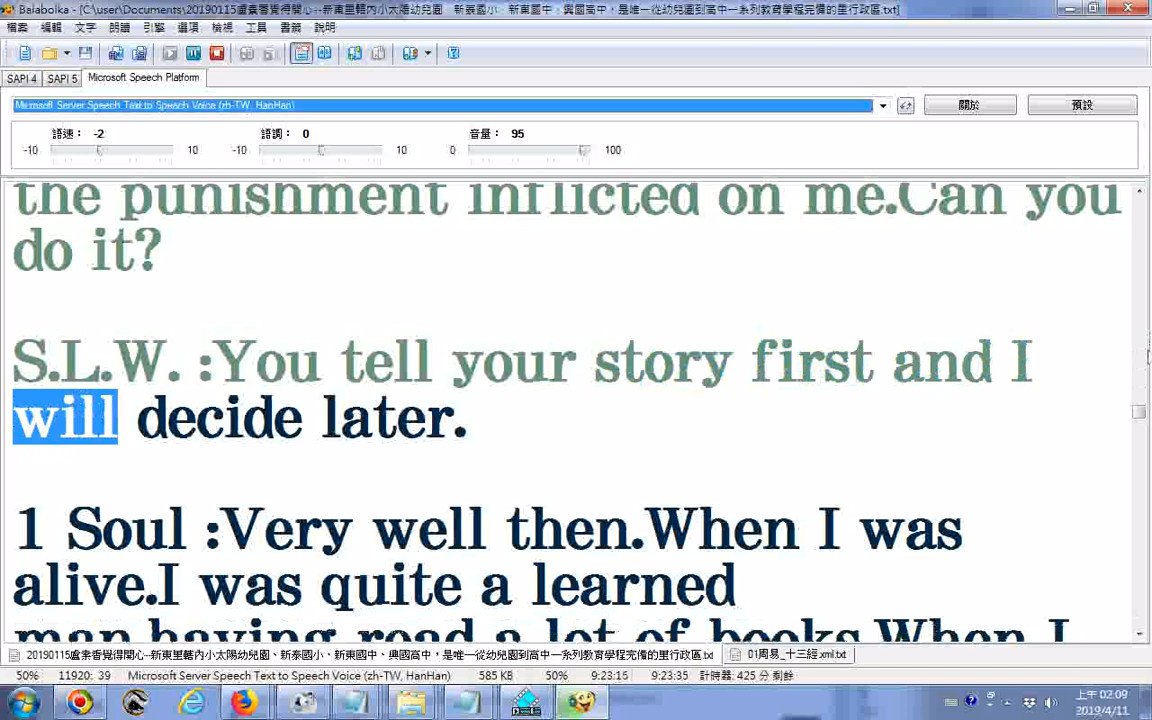 Balabolka - [C:\user\Documents\20190115盧素香覺得開心--新東里轄內小太陽幼兒園、新泰國小、新東國中、興國高中，是唯一從幼兒園到高中一系列教育學程完備的里行政區.txt]
檔案 編輯 文字 朗讀 引擎 選項 檢視 工具 書籤 說明
SAPI 4 SAPI 5 Microsoft Speech Platform
Microsoft Server Speech Text to Speech Voice (zh-TW, HanHan) 關於 預設
語速： -2 語調： 0 音量： 95
-10 10 -10 10 0 100
the punishment inflicted on me.Can you
do it?
S.L.W. :You tell your story first and I
will decide later.
1 Soul :Very well then.When I was
alive.I was quite a learned
man,having read a lot of books.When I
20190115盧素香覺得開心--新東里轄內小太陽幼兒園、新泰國小、新東國中、興國高中，是唯一從幼兒園到高中一系列教育學程完備的里行政區.txt 01周易_十三經.xml.txt
50% 11920: 39 Microsoft Server Speech Text to Speech Voice (zh-TW, HanHan) 585 KB 50% 9:23:15 9:23:35 計時器: 425 分 剩餘
上午 02:09
2019/4/11